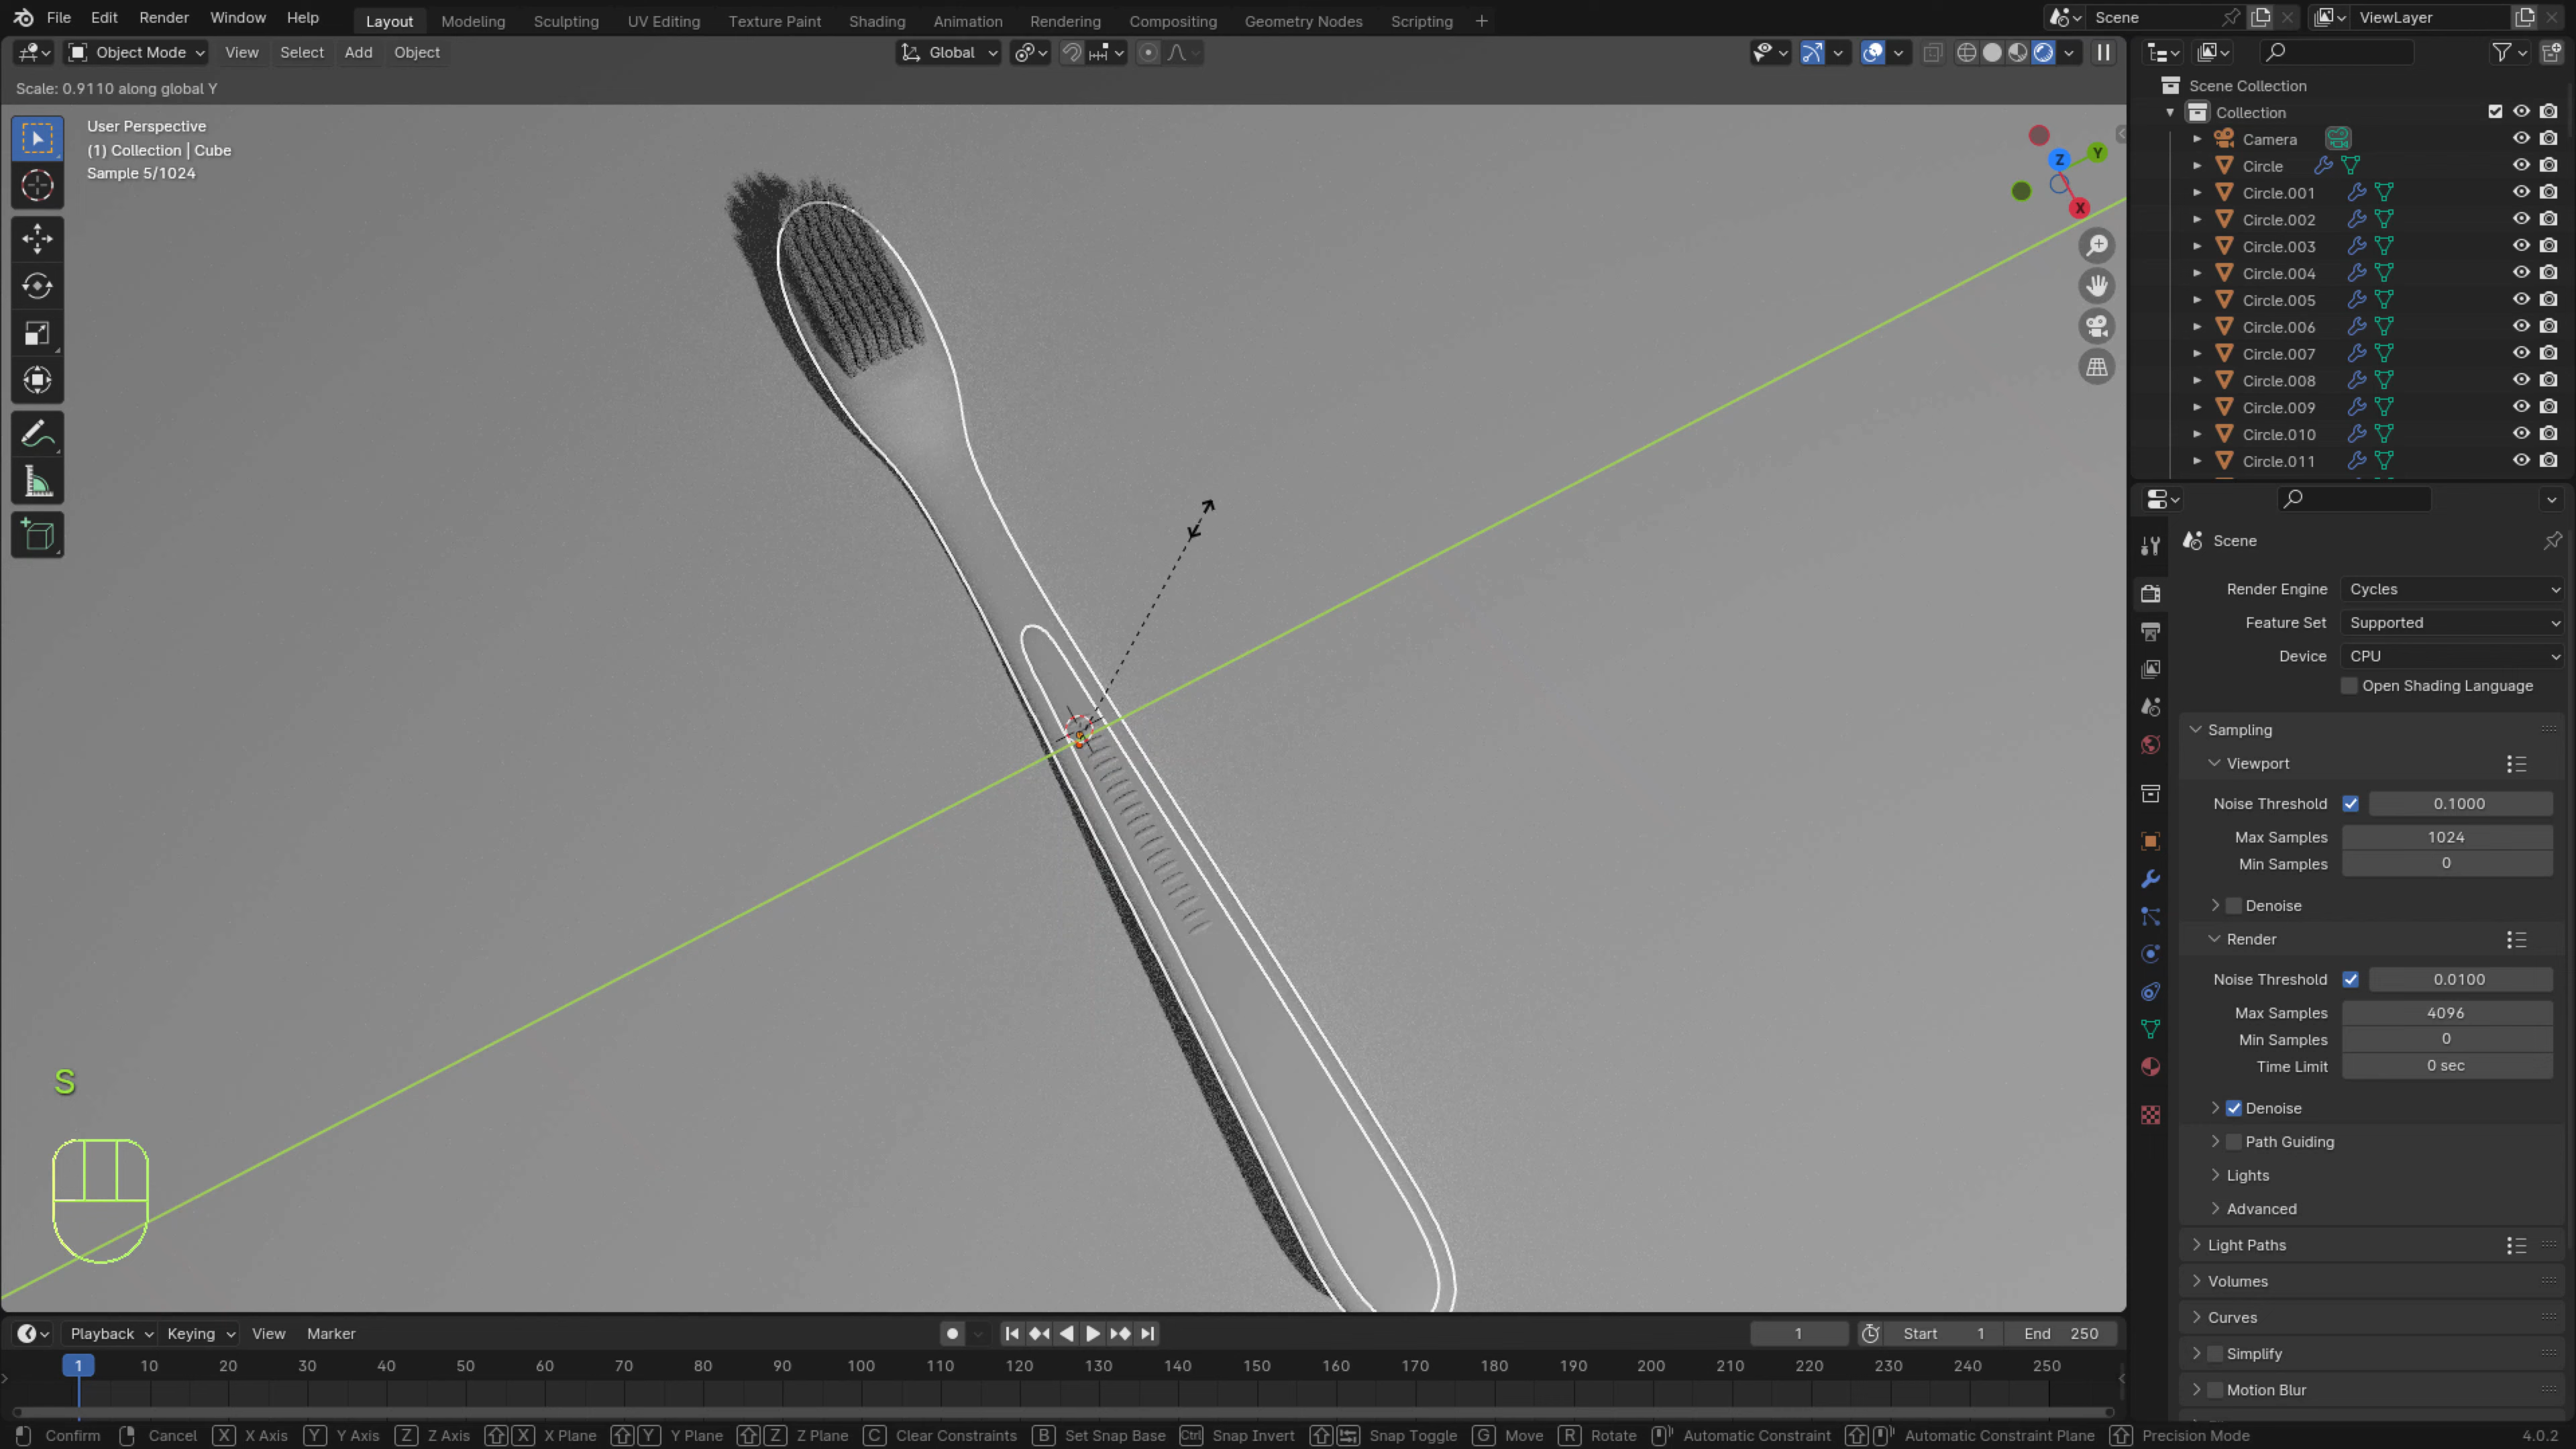 File Edit Render Window Help Layout Modeling Sculpting UV Editing Texture Paint Shading Animation Rendering Compositing Geometry Nodes Scripting + Scene ViewLayer
Object Mode View Select Add Object Global
Scale: 0.9110 along global Y
User Perspective
(1) Collection | Cube
Sample 5/1024
Z Y X
S
Scene Collection
Collection
Camera
Circle
Circle.001
Circle.002
Circle.003
Circle.004
Circle.005
Circle.006
Circle.007
Circle.008
Circle.009
Circle.010
Circle.011
Scene
Render Engine Cycles
Feature Set Supported
Device CPU
Open Shading Language
Sampling
Viewport
Noise Threshold 0.1000
Max Samples 1024
Min Samples 0
Denoise
Render
Noise Threshold 0.0100
Max Samples 4096
Min Samples 0
Time Limit 0 sec
Denoise
Path Guiding
Lights
Advanced
Light Paths
Volumes
Curves
Simplify
Motion Blur
Playback Keying View Marker 1 Start 1 End 250
1 10 20 30 40 50 60 70 80 90 100 110 120 130 140 150 160 170 180 190 200 210 220 230 240 250
Confirm Cancel X X Axis Y Y Axis Z Z Axis X X Plane Y Y Plane Z Z Plane C Clear Constraints B Set Snap Base Ctrl Snap Invert Snap Toggle G Move R Rotate Automatic Constraint Automatic Constraint Plane Precision Mode 4.0.2